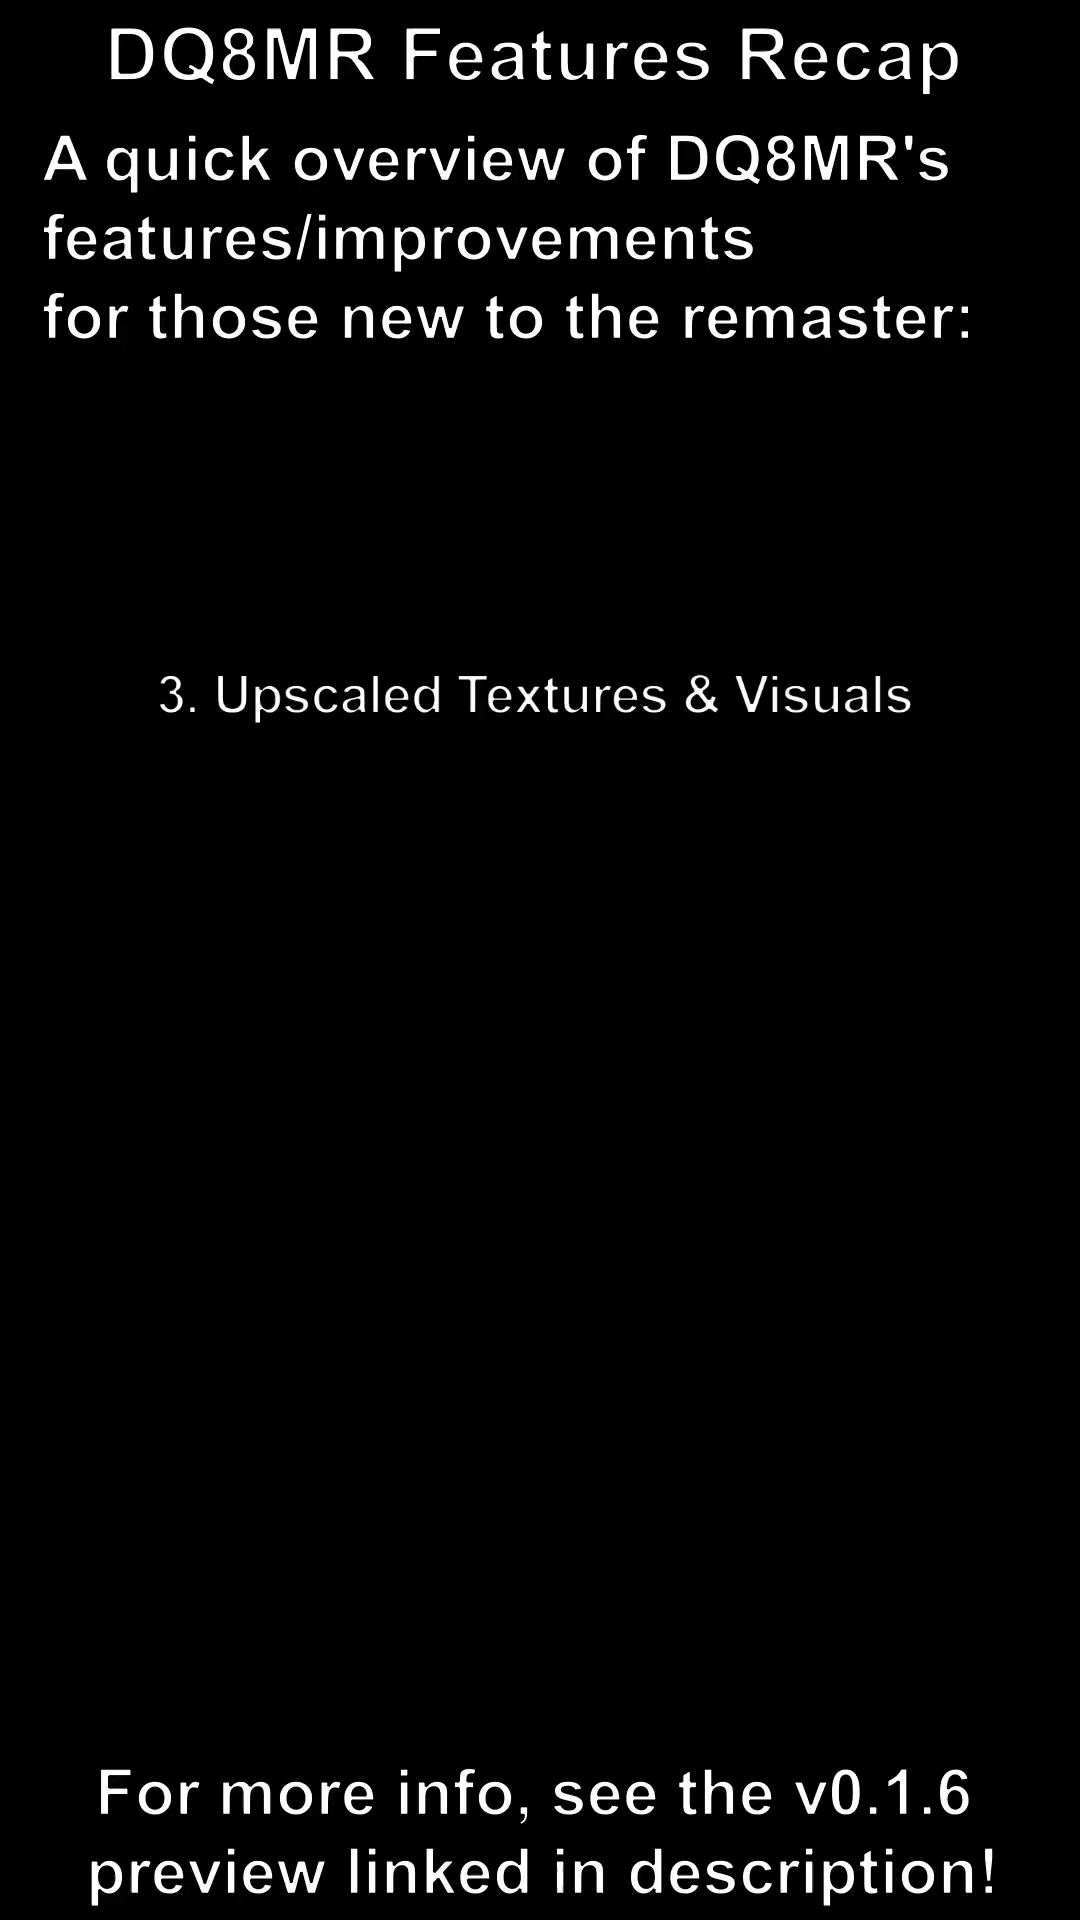 DQ8MR Features Recap
A quick overview of DQ8MR's
features/improvements
for those new to the remaster:
3. Upscaled Textures & Visuals
For more info, see the v0.1.6
preview linked in description!